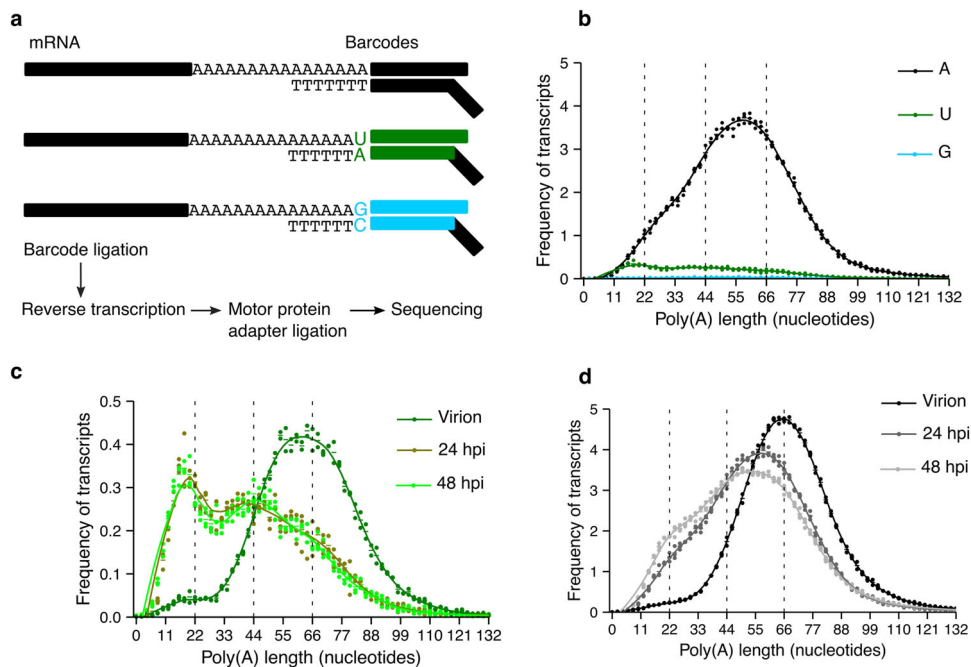 a
mRNA
Barcodes
AAAAAAAAAAAAAAA
TTTTTTT
AAAAAAAAAAAAAAU
TTTTTTA
AAAAAAAAAAAAAAG
TTTTTTC
Barcode ligation
Reverse transcription
Motor protein
adapter ligation
Sequencing
b
Frequency of transcripts
5
4
3
2
1
0
0 11 22 33 44 55 66 77 88 99 110 121 132
Poly(A) length (nucleotides)
A
U
G
c
Frequency of transcripts
0.5
0.4
0.3
0.2
0.1
0.0
0 11 22 33 44 55 66 77 88 99 110 121 132
Poly(A) length (nucleotides)
Virion
24 hpi
48 hpi
d
Frequency of transcripts
5
4
3
2
1
0
0 11 22 33 44 55 66 77 88 99 110 121 132
Poly(A) length (nucleotides)
Virion
24 hpi
48 hpi